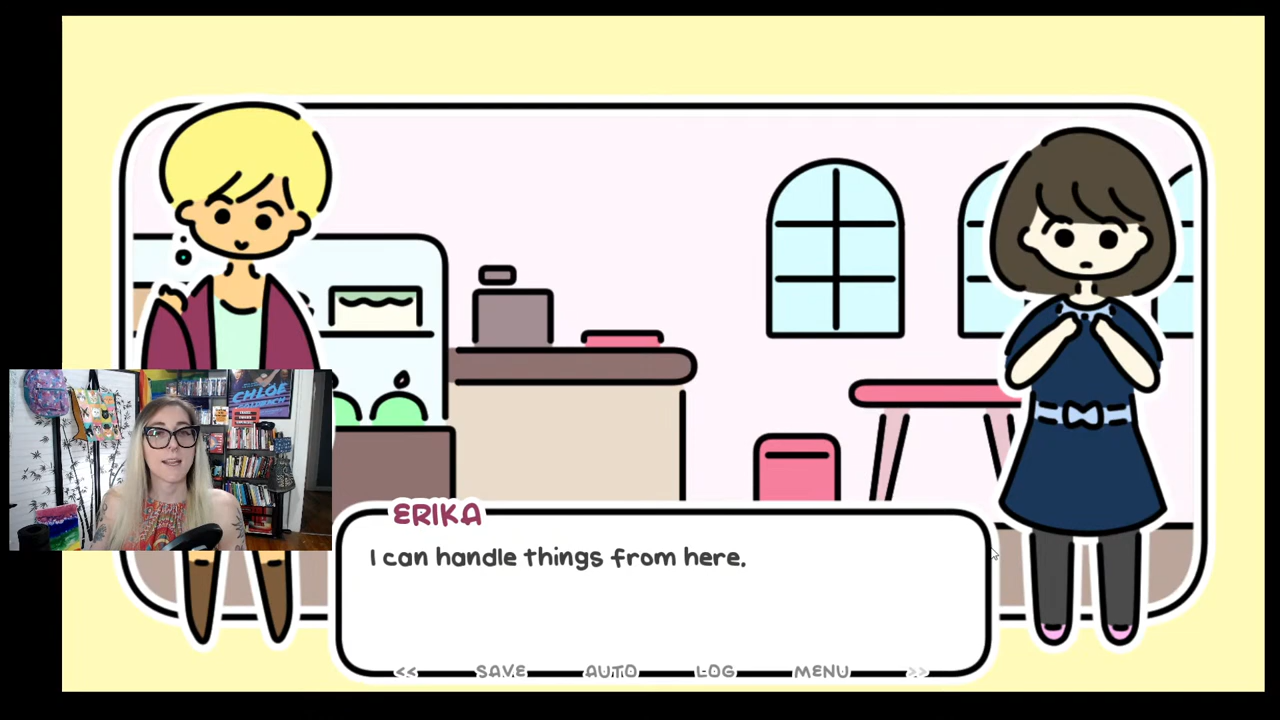 CHLOE
ERIKA
I can handle things from here.
<< SAVE AUTO LOG MENU >>